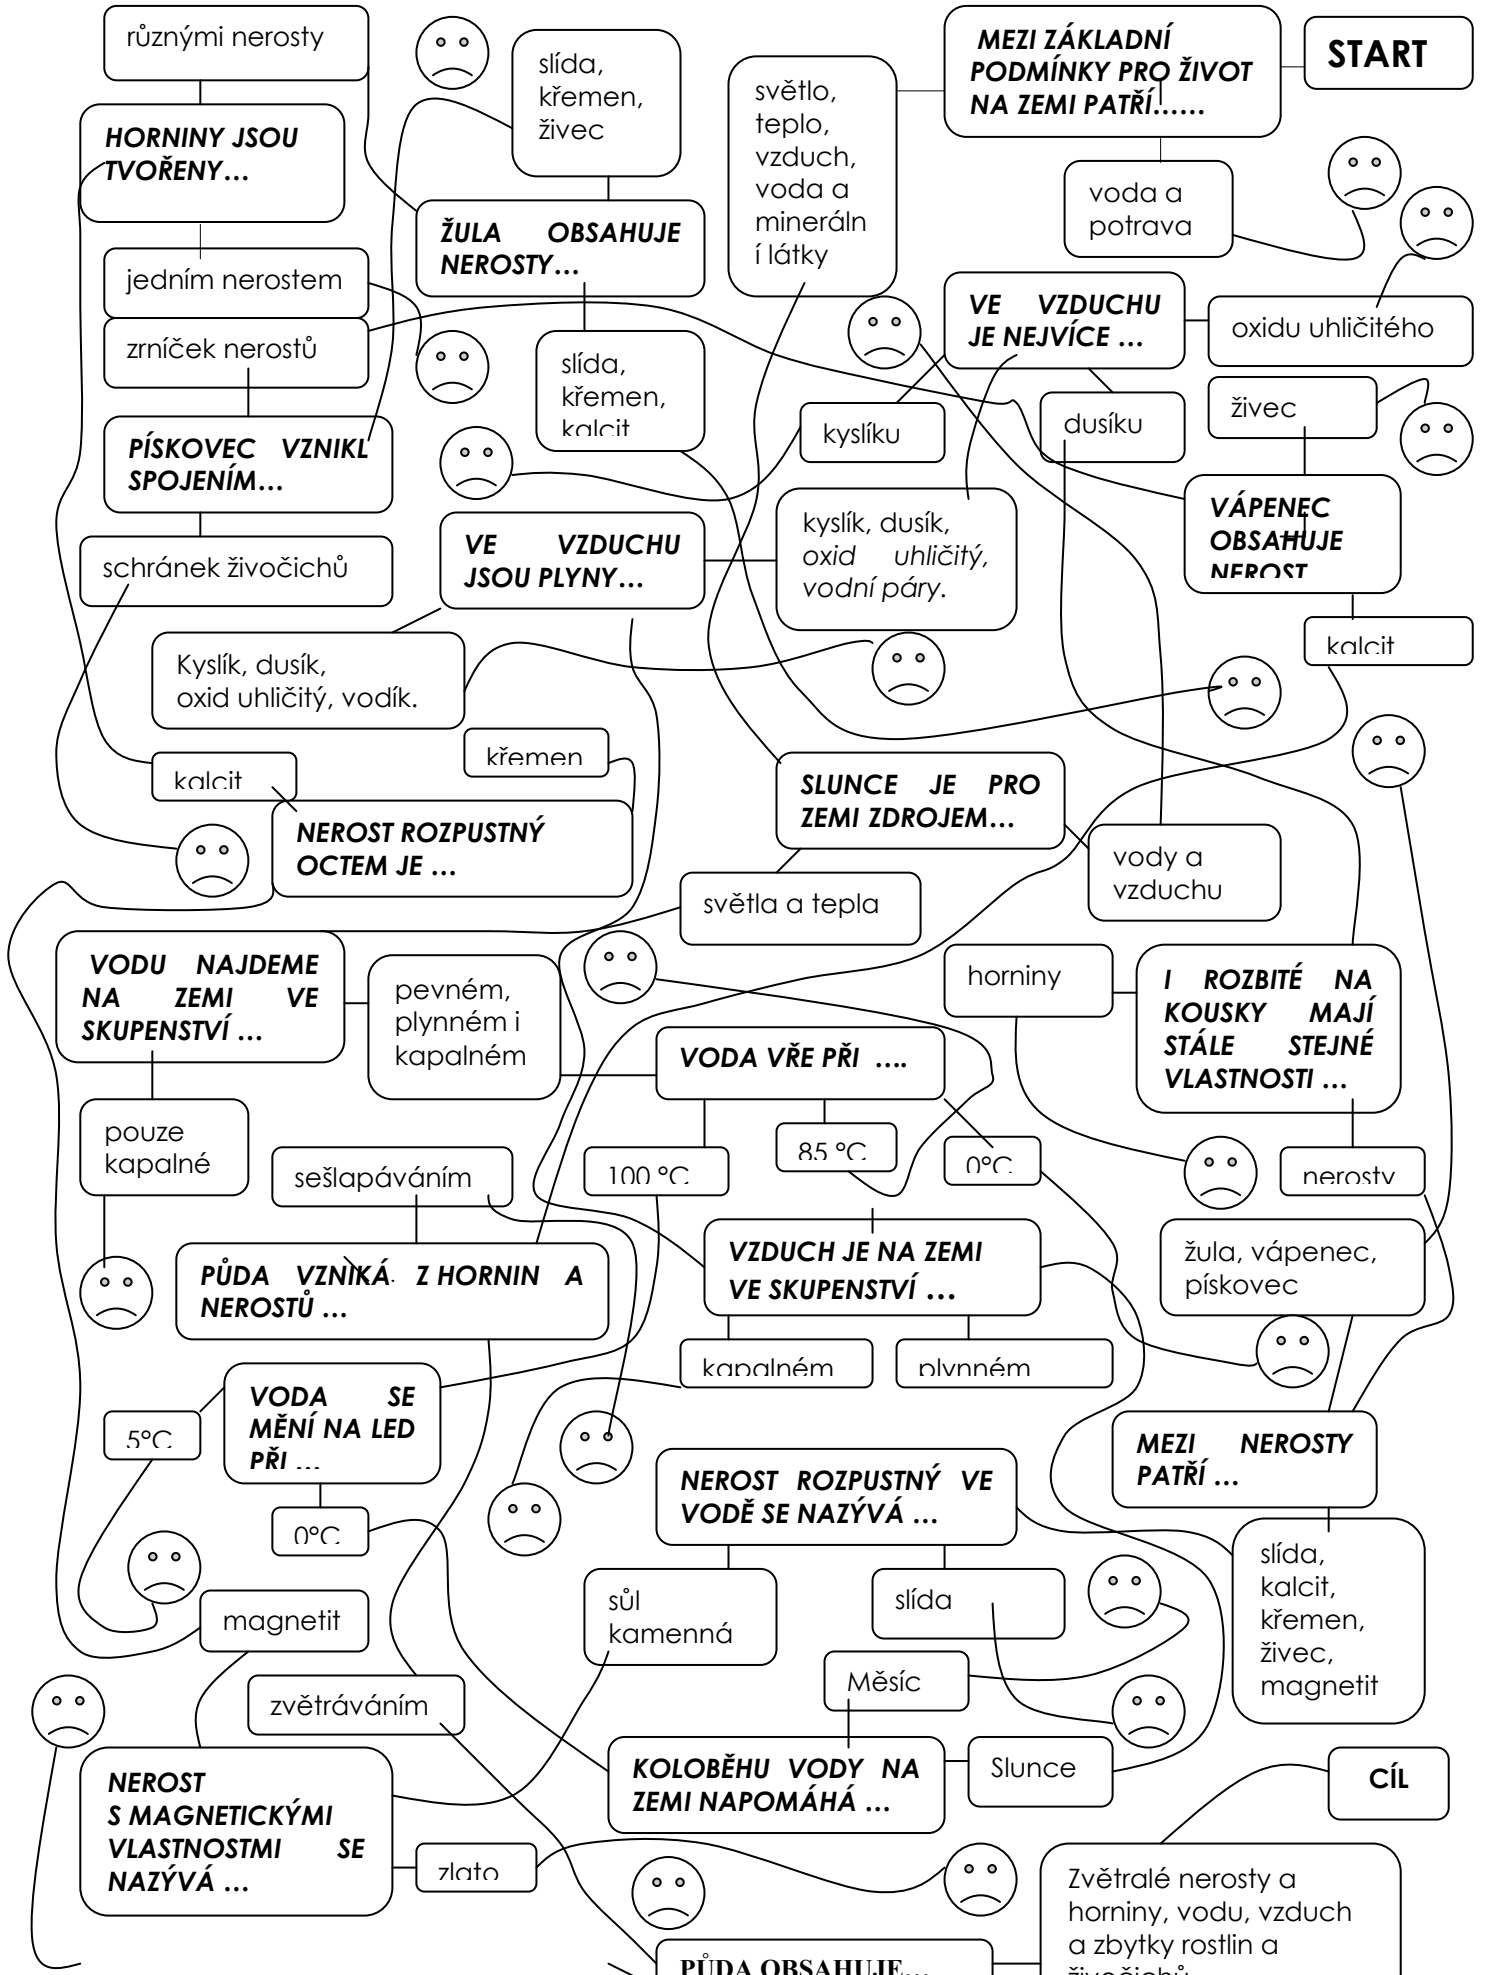 START
MEZI ZÁKLADNÍ
PODMÍNKY PRO ŽIVOT
NA ZEMI PATŘÍ......
světlo,
teplo,
vzduch,
voda a
mineráln
í látky
voda a
potrava
různými nerosty
HORNINY JSOU
TVOŘENY...
jedním nerostem
zrníček nerostů
slída,
křemen,
živec
ŽULA OBSAHUJE
NEROSTY...
slída,
křemen,
kalcit
VE VZDUCHU
JE NEJVÍCE ...
oxidu uhličitého
kyslíku
dusíku
živec
PÍSKOVEC VZNIKL
SPOJENÍM...
schránek živočichů
VE VZDUCHU
JSOU PLYNY...
kyslík, dusík,
oxid uhličitý,
vodní páry.
VÁPENEC
OBSAHUJE
NEROST
kalcit
Kyslík, dusík,
oxid uhličitý, vodík.
křemen
kalcit
NEROST ROZPUSTNÝ
OCTEM JE ...
SLUNCE JE PRO
ZEMI ZDROJEM...
vody a
vzduchu
světla a tepla
VODU NAJDEME
NA ZEMI VE
SKUPENSTVÍ ...
pevném,
plynném i
kapalném
horniny
I ROZBITÉ NA
KOUSKY MAJÍ
STÁLE STEJNÉ
VLASTNOSTI ...
VODA VŘE PŘI ....
pouze
kapalné
sešlapáváním
100 °C
85 °C
0°C
nerosty
PŮDA VZNIKÁ. Z HORNIN A
NEROSTŮ ...
VZDUCH JE NA ZEMI
VE SKUPENSTVÍ ...
žula, vápenec,
pískovec
kapalném
plynném
VODA SE
MĚNÍ NA LED
PŘI ...
5°C
0°C
MEZI NEROSTY
PATŘÍ ...
NEROST ROZPUSTNÝ VE
VODĚ SE NAZÝVÁ ...
sůl
kamenná
slída
slída,
kalcit,
křemen,
živec,
magnetit
magnetit
zvětráváním
Měsíc
KOLOBĚHU VODY NA
ZEMI NAPOMÁHÁ ...
Slunce
CÍL
NEROST
S MAGNETICKÝMI
VLASTNOSTMI SE
NAZÝVÁ ...
zlato
Zvětralé nerosty a
horniny, vodu, vzduch
a zbytky rostlin a
živočichů
PŮDA OBSAHUJE...